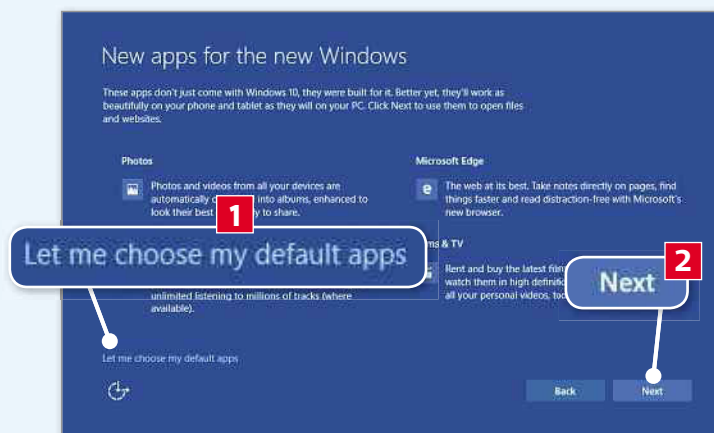 New apps for the new Windows
These apps don't just come with Windows 10, they were built for it. Better yet, they'll work as
beautifully on your phone and tablet as they will on your PC. Click Next to use them to open files
and websites.
Photos
Photos and videos from all your devices are
automatically into albums, enhanced to
look their best to share.
Microsoft Edge
The web at its best. Take notes directly on pages, find
things faster and read distraction-free with Microsoft's
new browser.
1
Let me choose my default apps
unlimited listening to millions of tracks (where
available).
& TV
Rent and buy the latest
watch them in high
all your personal videos,
2
Next
Let me choose my default apps
Back
Next